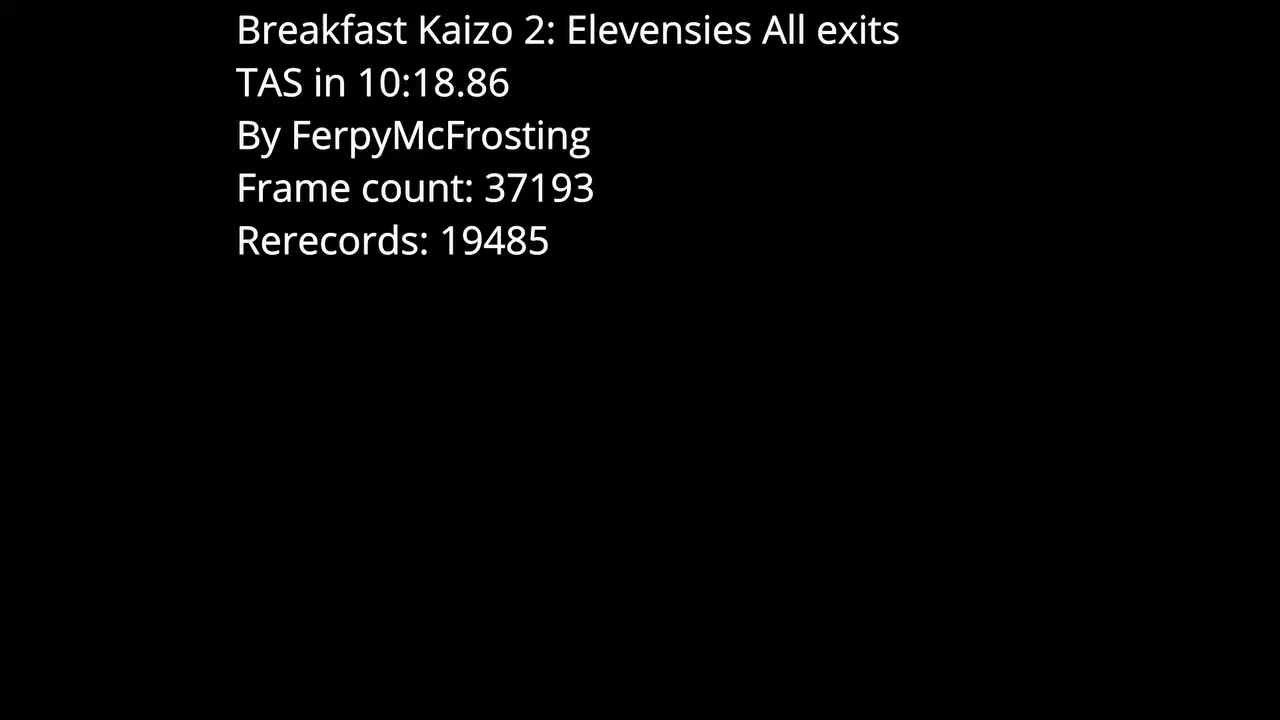 Breakfast Kaizo 2: Elevensies All exits
TAS in 10:18.86
By FerpyMcFrosting
Frame count: 37193
Rerecords: 19485